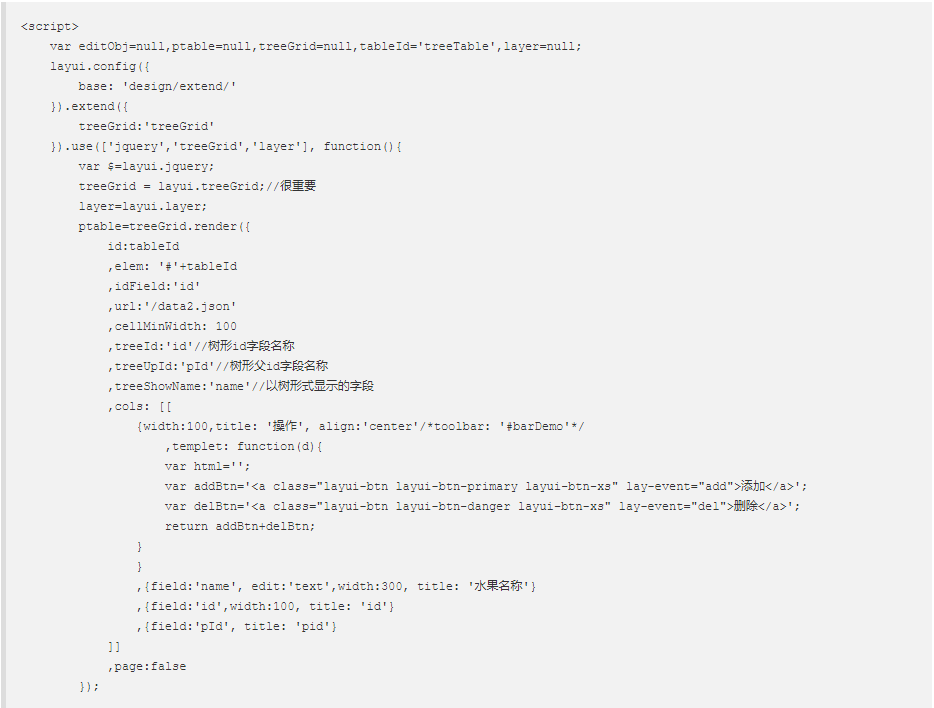 <script>
    var editObj=null,ptable=null,treeGrid=null,tableId='treeTable',layer=null;
    layui.config({
        base: 'design/extend/'
    }).extend({
        treeGrid:'treeGrid'
    }).use(['jquery','treeGrid','layer'], function(){
        var $=layui.jquery;
        treeGrid = layui.treeGrid;//很重要
        layer=layui.layer;
        ptable=treeGrid.render({
            id:tableId
            ,elem: '#'+tableId
            ,idField:'id'
            ,url:'/data2.json'
            ,cellMinWidth: 100
            ,treeId:'id'//树形id字段名称
            ,treeUpId:'pId'//树形父id字段名称
            ,treeShowName:'name'//以树形式显示的字段
            ,cols: [[
                {width:100,title: '操作', align:'center'/*toolbar: '#barDemo'*/
                    ,templet: function(d){
                    var html='';
                    var addBtn='<a class="layui-btn layui-btn-primary layui-btn-xs" lay-event="add">添加</a>';
                    var delBtn='<a class="layui-btn layui-btn-danger layui-btn-xs" lay-event="del">删除</a>';
                    return addBtn+delBtn;
                }
                }
                ,{field:'name', edit:'text',width:300, title: '水果名称'}
                ,{field:'id',width:100, title: 'id'}
                ,{field:'pId', title: 'pid'}
            ]]
            ,page:false
        });